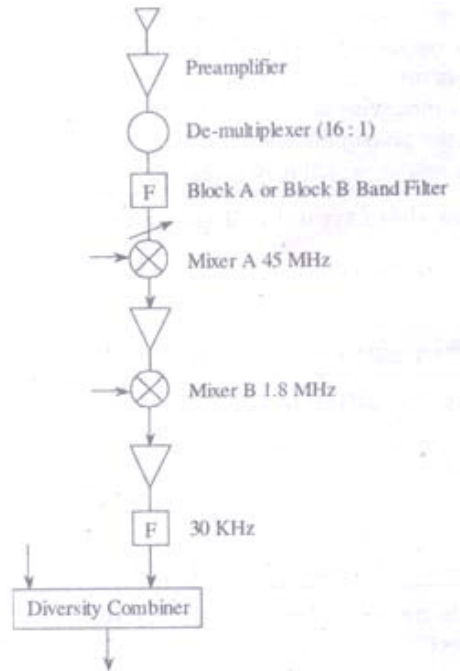 Preamplifier
De-multiplexer (16 : 1)
F
Block A or Block B Band Filter
Mixer A 45 MHz
Mixer B 1.8 MHz
F
30 KHz
Diversity Combiner